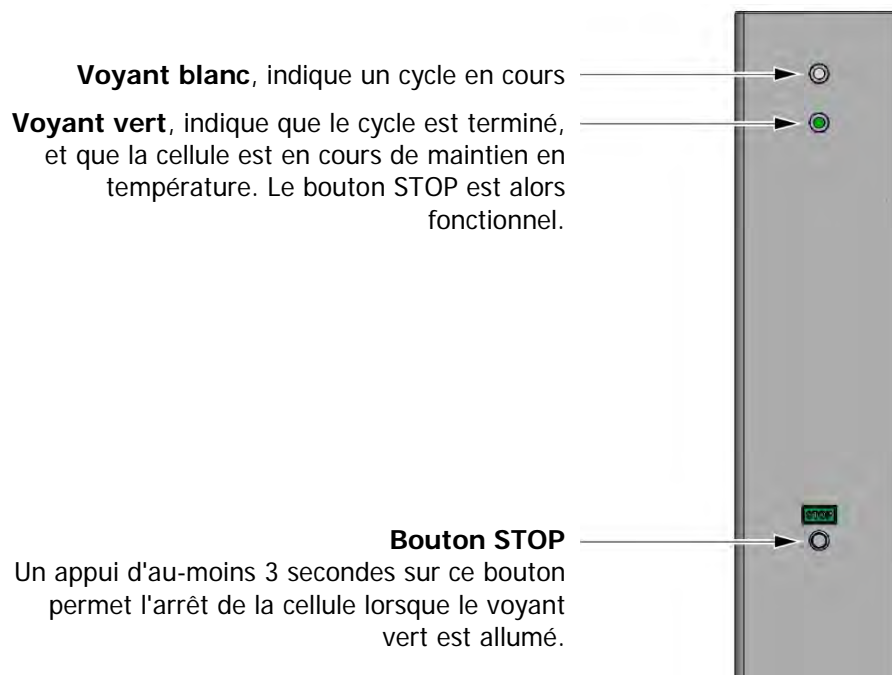 Voyant blanc, indique un cycle en cours
Voyant vert, indique que le cycle est terminé,
et que la cellule est en cours de maintien en
température. Le bouton STOP est alors
fonctionnel.
Bouton STOP
Un appui d'au-moins 3 secondes sur ce bouton
permet l'arrêt de la cellule lorsque le voyant
vert est allumé.